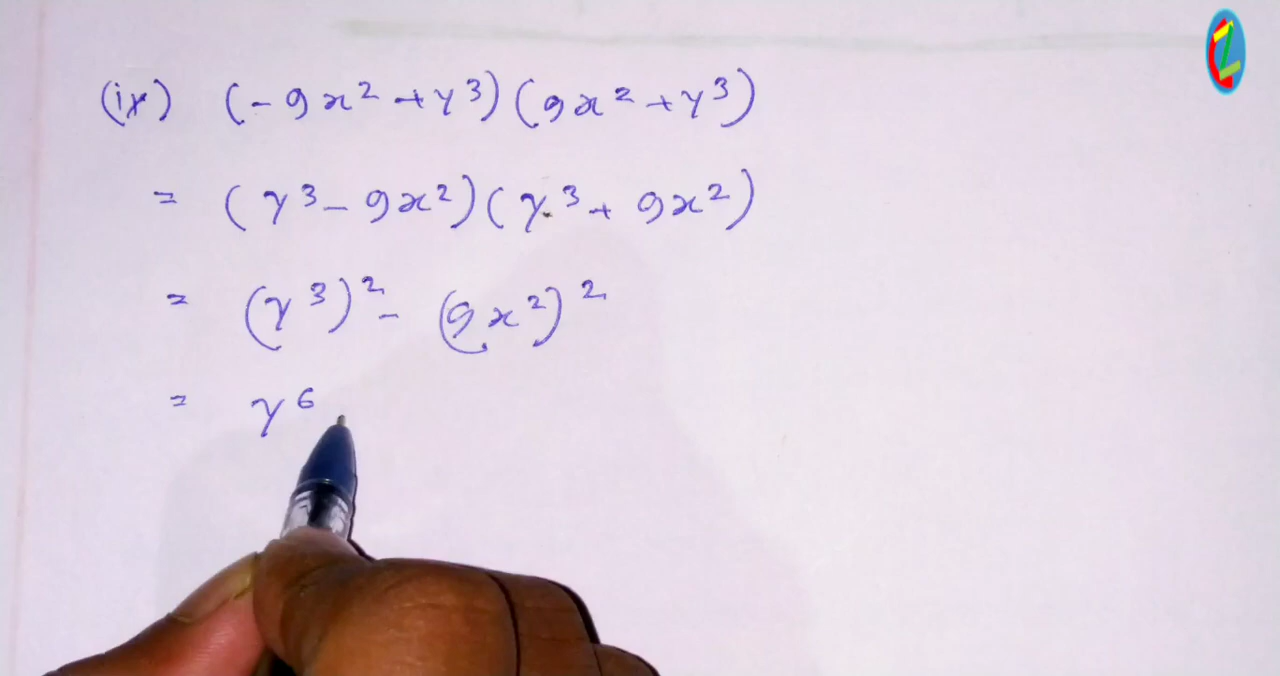 (ix) (-9x² + y³)(9x² + y³)
= (y³ - 9x²)(y³ + 9x²)
= (y³)² - (9x²)²
= y⁶